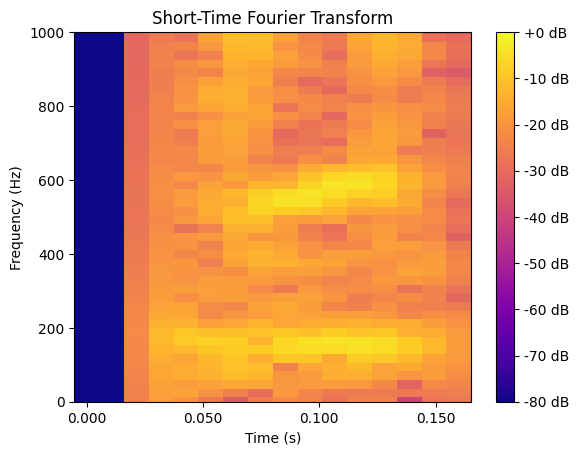 Short-Time Fourier Transform
Frequency (Hz)
1000
800
600
400
200
0
0.000
0.050
0.100
0.150
Time (s)
+0 dB
-10 dB
-20 dB
-30 dB
-40 dB
-50 dB
-60 dB
-70 dB
-80 dB